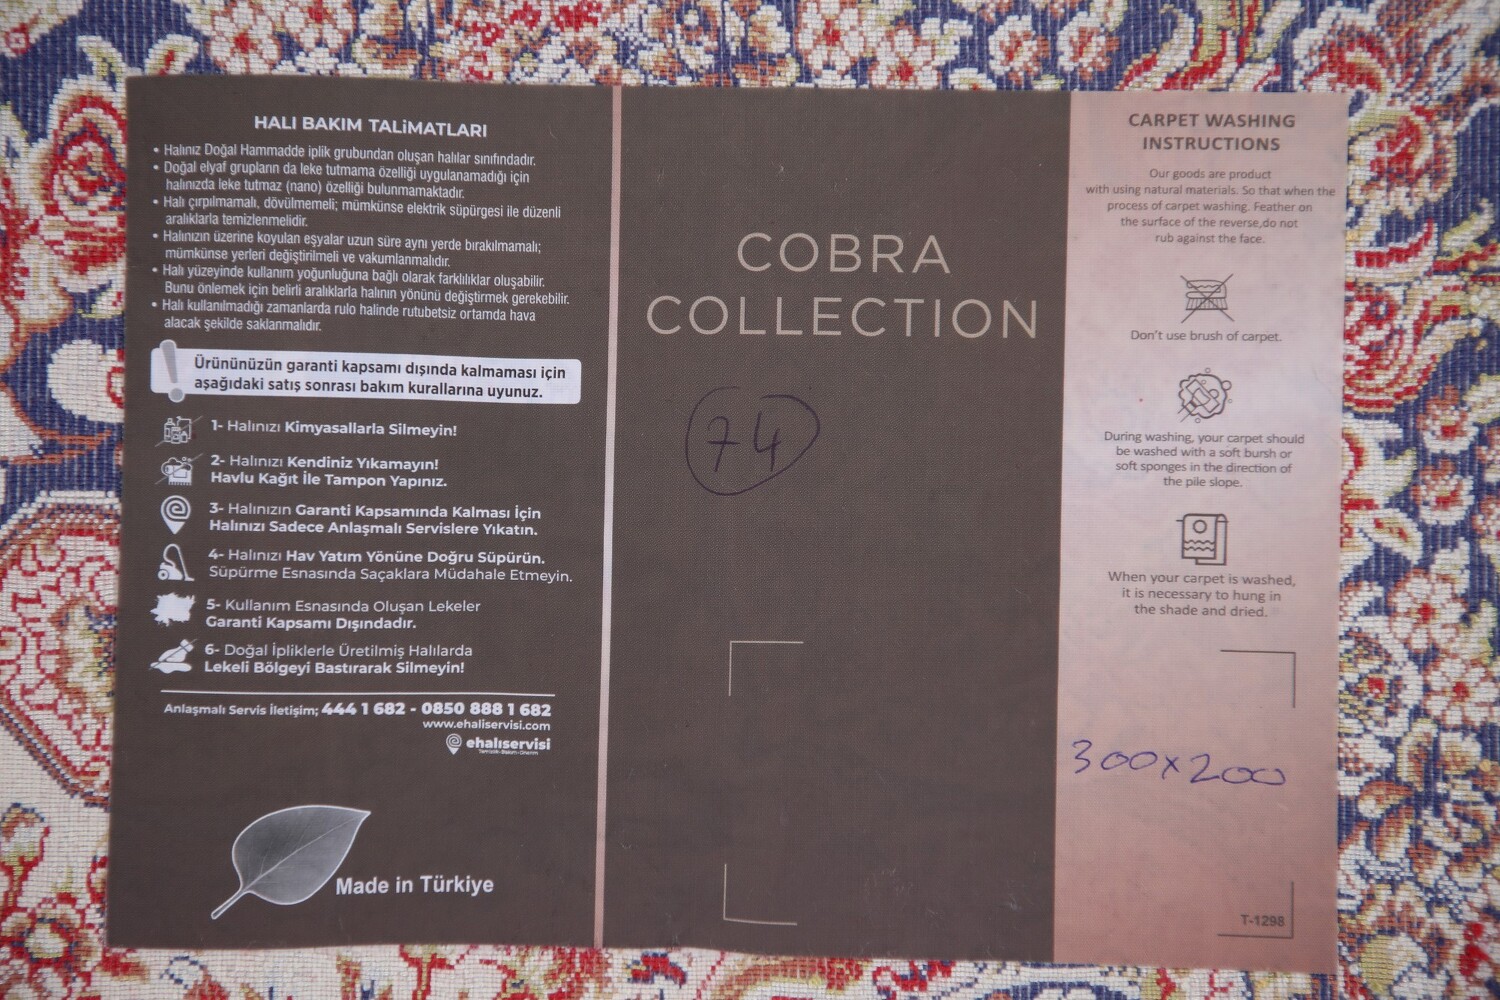 HALI BAKIM TALiMATLARI
• Halınız Doğal Hammadde iplik grubundan oluşan halılar sınıfındadır.
• Doğal elyaf grupların da leke tutmama özelliği uygulanamadığı için
halınızda leke tutmaz (nano) özelliği bulunmamaktadır.
• Halı çırpılmamalı, dövülmemeli; mümkünse elektrik süpürgesi ile düzenli
aralıklarla temizlenmelidir.
• Halınızın üzerine koyulan eşyalar uzun süre aynı yerde bırakılmamalı;
mümkünse yerleri değiştirilmeli ve vakumlanmalıdır.
• Halı yüzeyinde kullanım yoğunluğuna bağlı olarak farklılıklar oluşabilir.
Bunu önlemek için belirli aralıklarla halının yönünü değiştirmek gerekebilir.
• Halı kullanılmadığı zamanlarda rulo halinde rutubetsiz ortamda hava
alacak şekilde saklanmalıdır.
Ürününüzün garanti kapsamı dışında kalmaması için
aşağıdaki satış sonrası bakım kurallarına uyunuz.
1- Halınızı Kimyasallarla Silmeyin!
2- Halınızı Kendiniz Yıkamayın!
Havlu Kağıt İle Tampon Yapınız.
3- Halınızın Garanti Kapsamında Kalması İçin
Halınızı Sadece Anlaşmalı Servislere Yıkatın.
4- Halınızı Hav Yatım Yönüne Doğru Süpürün.
Süpürme Esnasında Saçaklara Müdahale Etmeyin.
5- Kullanım Esnasında Oluşan Lekeler
Garanti Kapsamı Dışındadır.
6- Doğal İpliklerle Üretilmiş Halılarda
Lekeli Bölgeyi Bastırarak Silmeyin!
Anlaşmalı Servis İletişim; 444 1 682 - 0850 888 1 682
www.ehaliservisi.com
ehalıservisi
Made in Türkiye
COBRA
COLLECTION
74
CARPET WASHING
INSTRUCTIONS
Our goods are product
with using natural materials. So that when the
process of carpet washing. Feather on
the surface of the reverse,do not
rub against the face.
Don't use brush of carpet.
During washing, your carpet should
be washed with a soft bursh or
soft sponges in the direction of
the pile slope.
When your carpet is washed,
it is necessary to hung in
the shade and dried.
300x200
T-1298